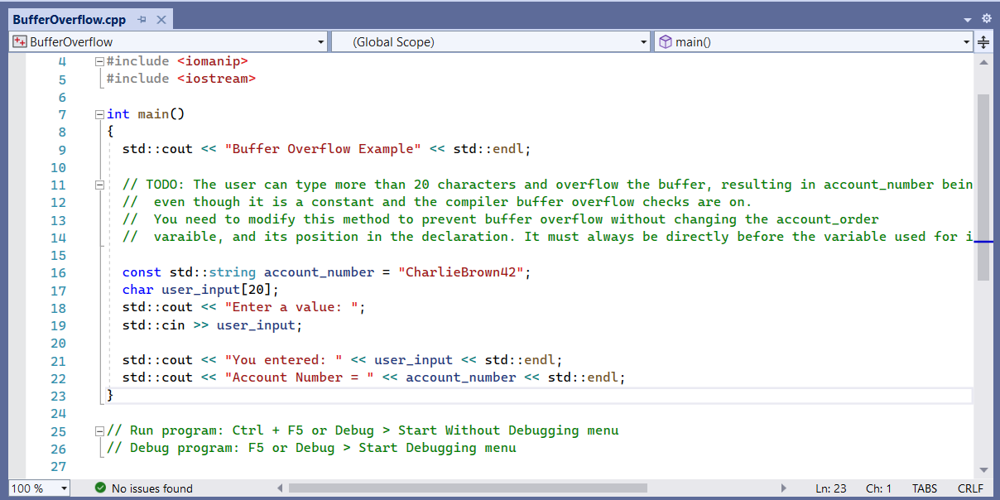 BufferOverflow.cpp
BufferOverflow (Global Scope) main()
4 #include <iomanip>
5 #include <iostream>
6
7 int main()
8 {
9 std::cout << "Buffer Overflow Example" << std::endl;
10
11 // TODO: The user can type more than 20 characters and overflow the buffer, resulting in account_number bein
12 //  even though it is a constant and the compiler buffer overflow checks are on.
13 //  You need to modify this method to prevent buffer overflow without changing the account_order
14 //  varaible, and its position in the declaration. It must always be directly before the variable used for i
15
16 const std::string account_number = "CharlieBrown42";
17 char user_input[20];
18 std::cout << "Enter a value: ";
19 std::cin >> user_input;
20
21 std::cout << "You entered: " << user_input << std::endl;
22 std::cout << "Account Number = " << account_number << std::endl;
23 }
24
25 // Run program: Ctrl + F5 or Debug > Start Without Debugging menu
26 // Debug program: F5 or Debug > Start Debugging menu
27
100 % No issues found Ln: 23 Ch: 1 TABS CRLF